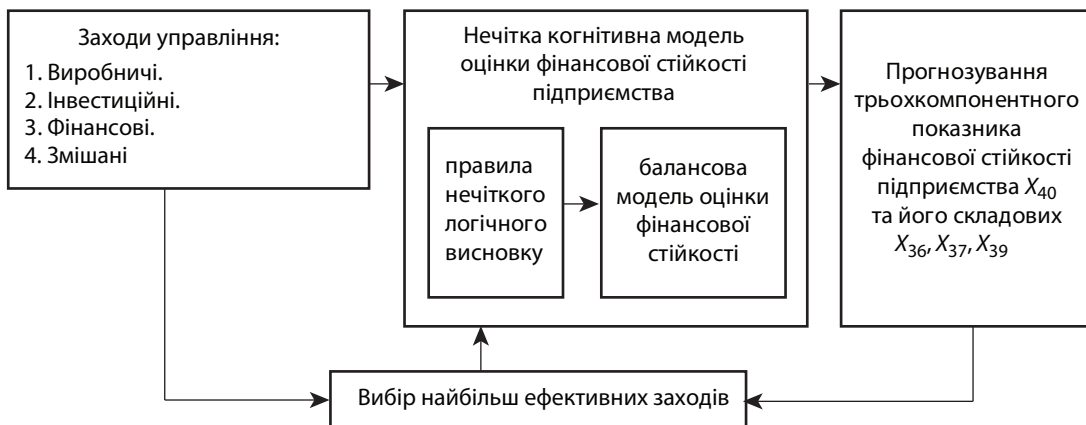 Заходи управління:
1. Виробничі.
2. Інвестиційні.
3. Фінансові.
4. Змішані
Нечітка когнітивна модель
оцінки фінансової стійкості
підприємства
правила
нечіткого
логічного
висновку
балансова
модель оцінки
фінансової
стійкості
Прогнозування
трьохкомпонентного
показника
фінансової стійкості
підприємства X₄₀
та його складових
X₃₆, X₃₇, X₃₉
Вибір найбільш ефективних заходів